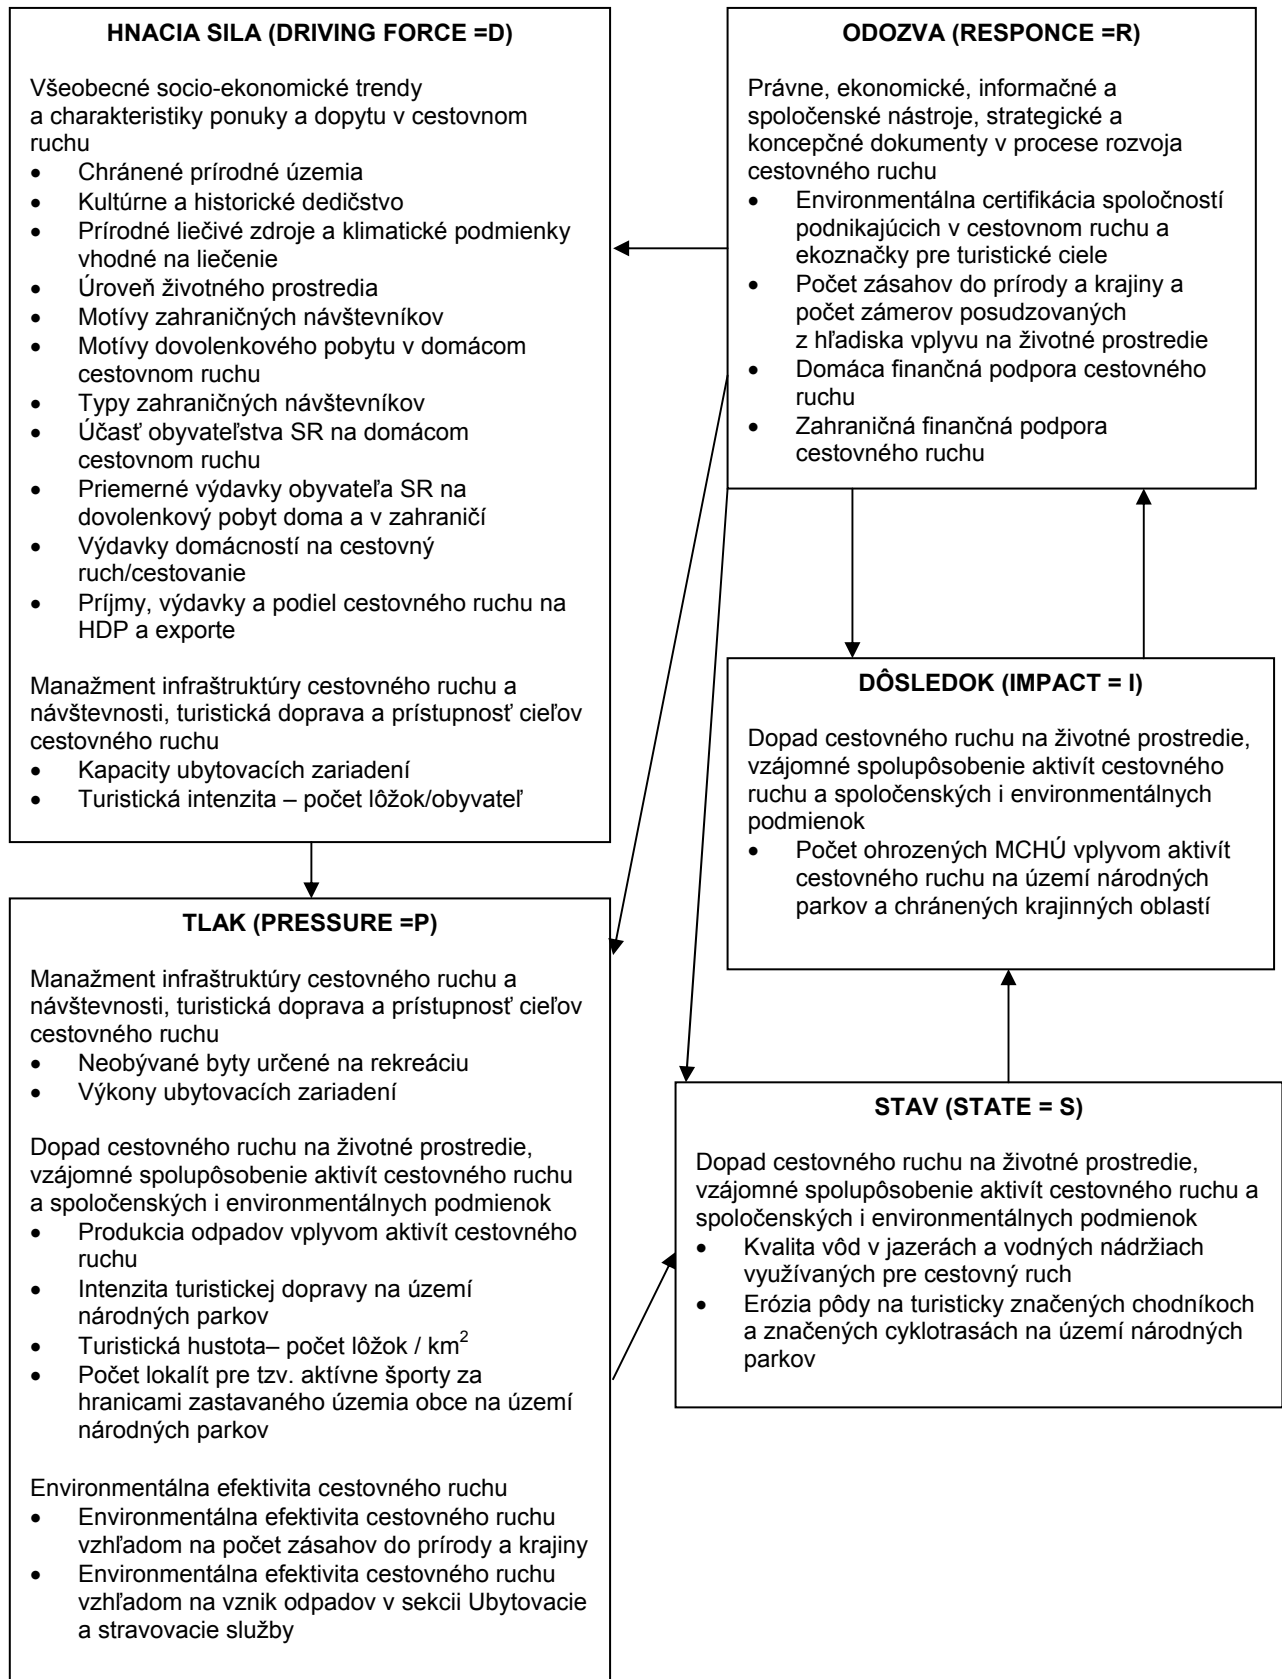 HNACIA SILA (DRIVING FORCE =D)
Všeobecné socio-ekonomické trendy
a charakteristiky ponuky a dopytu v cestovnom
ruchu
• Chránené prírodné územia
• Kultúrne a historické dedičstvo
• Prírodné liečivé zdroje a klimatické podmienky
vhodné na liečenie
• Úroveň životného prostredia
• Motívy zahraničných návštevníkov
• Motívy dovolenkového pobytu v domácom
cestovnom ruchu
• Typy zahraničných návštevníkov
• Účasť obyvateľstva SR na domácom
cestovnom ruchu
• Priemerné výdavky obyvateľa SR na
dovolenkový pobyt doma a v zahraničí
• Výdavky domácností na cestovný
ruch/cestovanie
• Príjmy, výdavky a podiel cestovného ruchu na
HDP a exporte
Manažment infraštruktúry cestovného ruchu a
návštevnosti, turistická doprava a prístupnosť cieľov
cestovného ruchu
• Kapacity ubytovacích zariadení
• Turistická intenzita – počet lôžok/obyvateľ
TLAK (PRESSURE =P)
Manažment infraštruktúry cestovného ruchu a
návštevnosti, turistická doprava a prístupnosť cieľov
cestovného ruchu
• Neobývané byty určené na rekreáciu
• Výkony ubytovacích zariadení
Dopad cestovného ruchu na životné prostredie,
vzájomné spolupôsobenie aktivít cestovného ruchu
a spoločenských i environmentálnych podmienok
• Produkcia odpadov vplyvom aktivít cestovného
ruchu
• Intenzita turistickej dopravy na území
národných parkov
• Turistická hustota– počet lôžok / km²
• Počet lokalít pre tzv. aktívne športy za
hranicami zastavaného územia obce na území
národných parkov
Environmentálna efektivita cestovného ruchu
• Environmentálna efektivita cestovného ruchu
vzhľadom na počet zásahov do prírody a krajiny
• Environmentálna efektivita cestovného ruchu
vzhľadom na vznik odpadov v sekcii Ubytovacie
a stravovacie služby
ODOZVA (RESPONCE =R)
Právne, ekonomické, informačné a
spoločenské nástroje, strategické a
koncepčné dokumenty v procese rozvoja
cestovného ruchu
• Environmentálna certifikácia spoločností
podnikajúcich v cestovnom ruchu a
ekoznačky pre turistické ciele
• Počet zásahov do prírody a krajiny a
počet zámerov posudzovaných
z hľadiska vplyvu na životné prostredie
• Domáca finančná podpora cestovného
ruchu
• Zahraničná finančná podpora
cestovného ruchu
DÔSLEDOK (IMPACT = I)
Dopad cestovného ruchu na životné prostredie,
vzájomné spolupôsobenie aktivít cestovného
ruchu a spoločenských i environmentálnych
podmienok
• Počet ohrozených MCHÚ vplyvom aktivít
cestovného ruchu na území národných
parkov a chránených krajinných oblastí
STAV (STATE = S)
Dopad cestovného ruchu na životné prostredie,
vzájomné spolupôsobenie aktivít cestovného ruchu a
spoločenských i environmentálnych podmienok
• Kvalita vôd v jazerách a vodných nádržiach
využívaných pre cestovný ruch
• Erózia pôdy na turisticky značených chodníkoch
a značených cyklotrasách na území národných
parkov